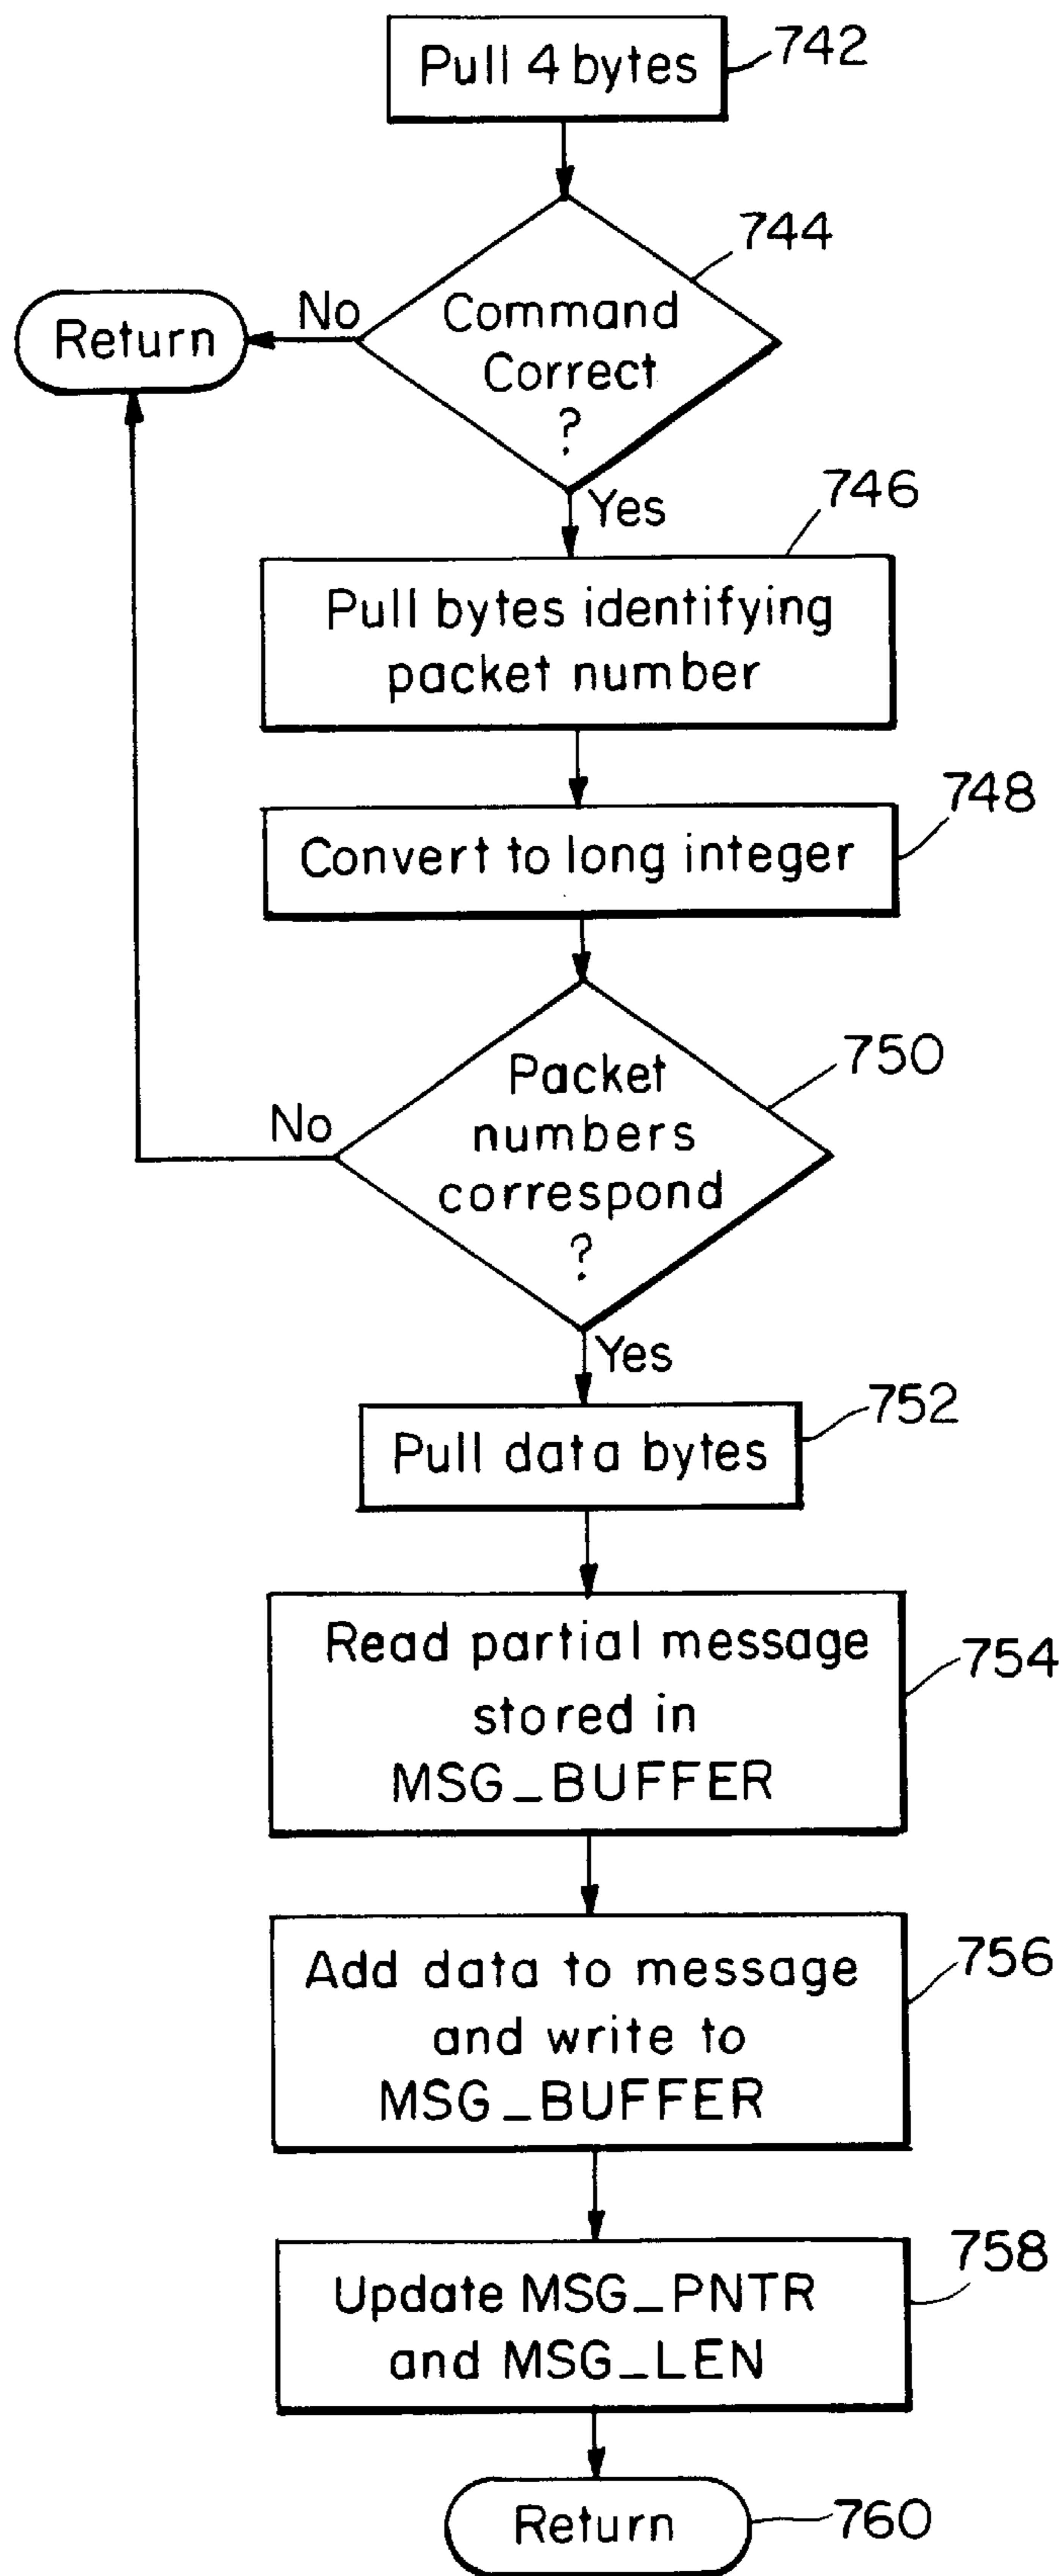 Pull 4 bytes
742
744
Command
Correct
?
No
Return
Yes
746
Pull bytes identifying
packet number
748
Convert to long integer
750
Packet
numbers
correspond
?
No
Yes
752
Pull data bytes
754
Read partial message
stored in
MSG_BUFFER
756
Add data to message
and write to
MSG_BUFFER
758
Update MSG_PNTR
and MSG_LEN
Return
760